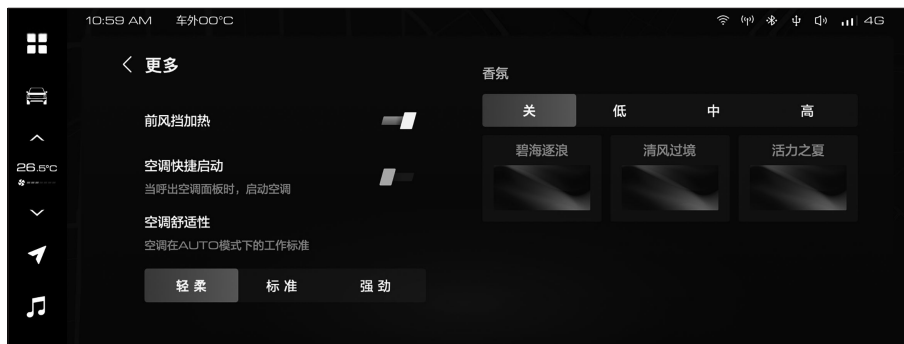 10:59 AM 车外00°C 4G
更多
前风挡加热
空调快捷启动
当呼出空调面板时，启动空调
空调舒适性
空调在AUTO模式下的工作标准
轻柔 标准 强劲
香氛
关 低 中 高
碧海逐浪 清风过境 活力之夏
26.5°C